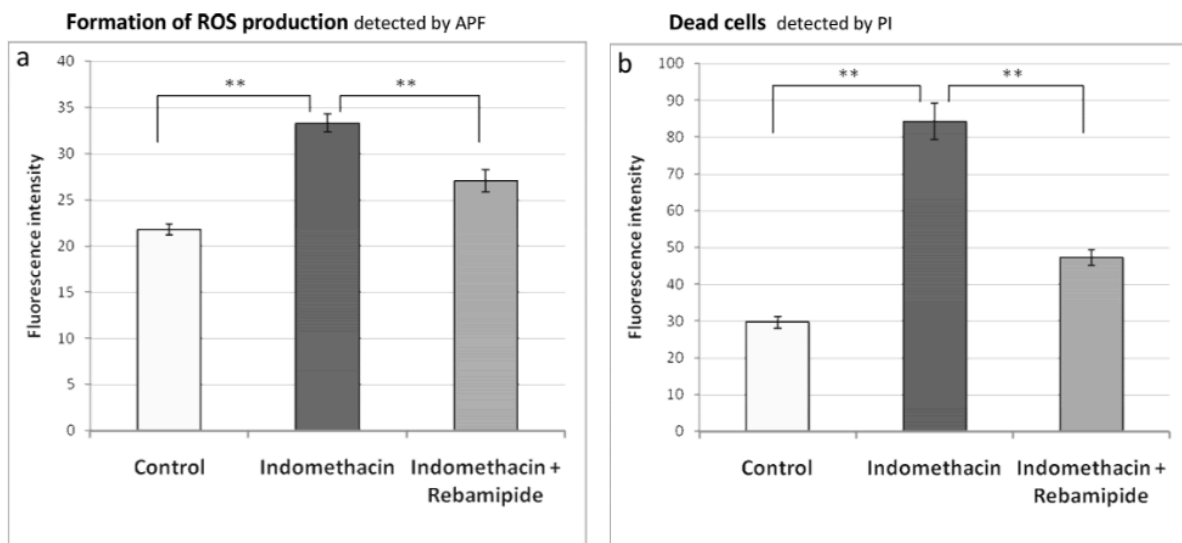 Formation of ROS production detected by APF
a
**
**
Fluorescence intensity
40
35
30
25
20
15
10
5
0
Control
Indomethacin
Indomethacin +
Rebamipide
Dead cells detected by PI
b
**
**
Fluorescence intensity
100
90
80
70
60
50
40
30
20
10
0
Control
Indomethacin
Indomethacin +
Rebamipide